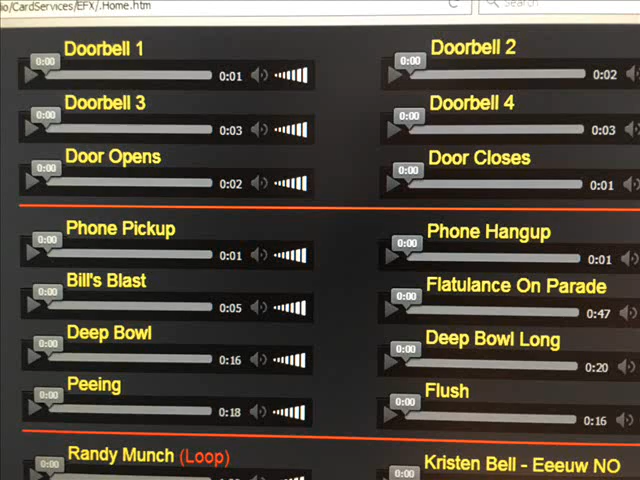 io/CardServices/EFX/.Home.htm
Search
Doorbell 1
0:00
0:01
Doorbell 2
0:00
0:02
Doorbell 3
0:00
0:03
Doorbell 4
0:00
0:03
Door Opens
0:00
0:02
Door Closes
0:00
0:01
Phone Pickup
0:00
0:01
Phone Hangup
0:00
0:01
Bill's Blast
0:00
0:05
Flatulance On Parade
0:00
0:47
Deep Bowl
0:00
0:16
Deep Bowl Long
0:00
0:20
Peeing
0:00
0:18
Flush
0:00
0:16
Randy Munch (Loop)
0:00
Kristen Bell - Eeeuw NO
0:00